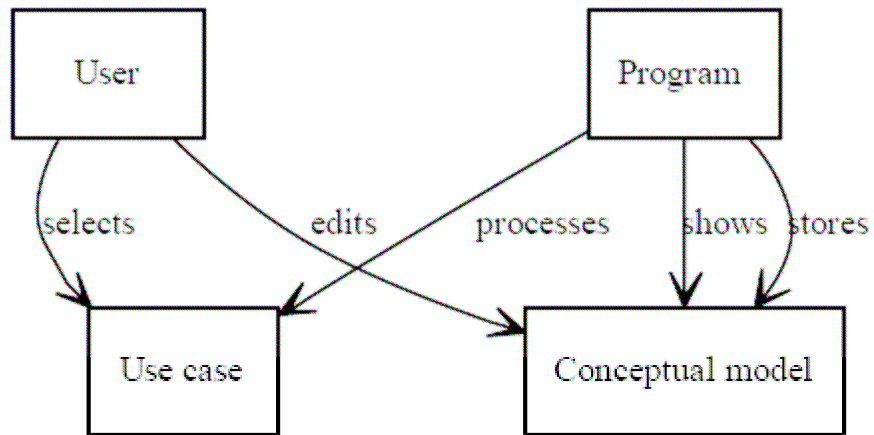 User
Program
selects
edits
processes
shows
stores
Use case
Conceptual model